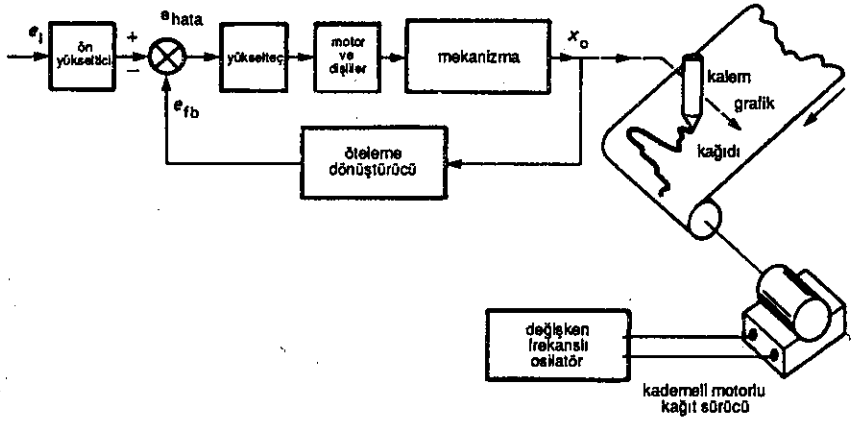 e_i
ön
yükseltici
+
−
e_hata
e_fb
yükselteç
motor
ve
dişliler
mekanizma
x_o
öteleme
dönüştürücü
kalem
grafik
kağıdı
değişken
frekanslı
osilatör
kademeli motorlu
kağıt sürücü